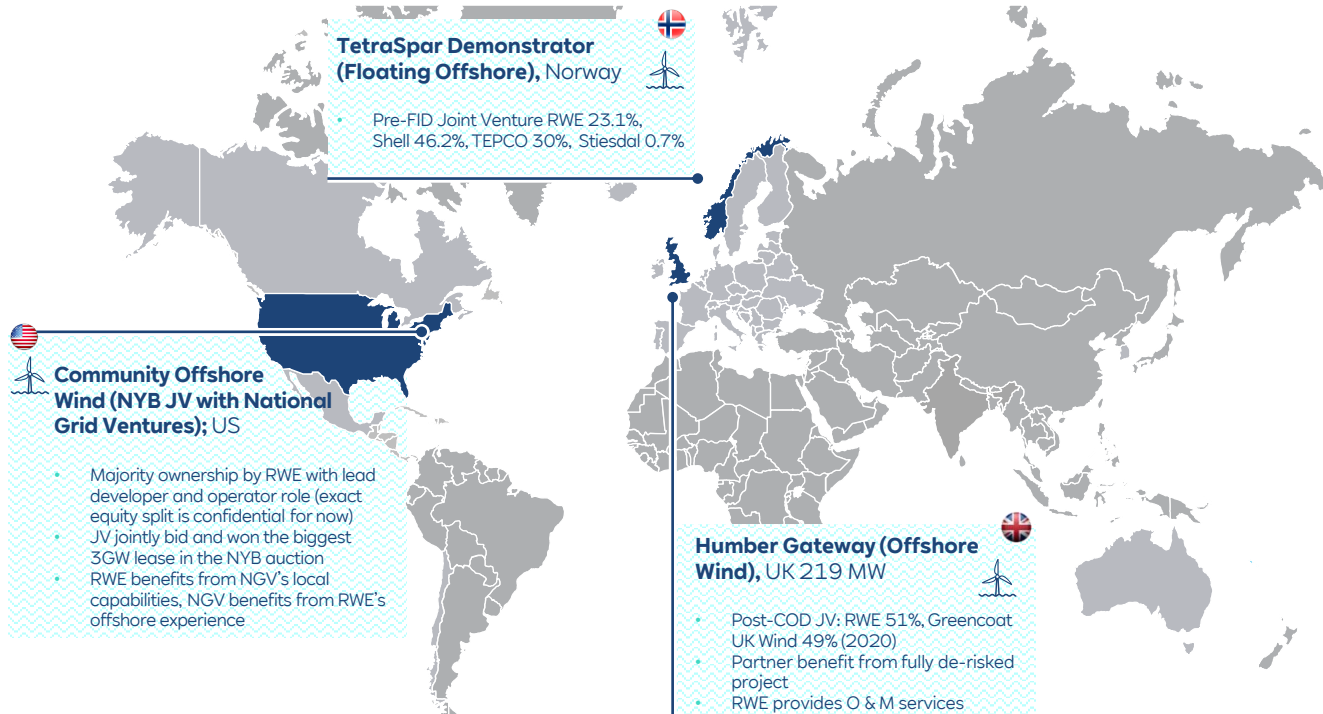 TetraSpar Demonstrator
(Floating Offshore), Norway
• Pre-FID Joint Venture RWE 23.1%,
Shell 46.2%, TEPCO 30%, Stiesdal 0.7%
Community Offshore
Wind (NYB JV with National
Grid Ventures); US
• Majority ownership by RWE with lead
developer and operator role (exact
equity split is confidential for now)
• JV jointly bid and won the biggest
3GW lease in the NYB auction
• RWE benefits from NGV's local
capabilities, NGV benefits from RWE's
offshore experience
Humber Gateway (Offshore
Wind), UK 219 MW
• Post-COD JV: RWE 51%, Greencoat
UK Wind 49% (2020)
• Partner benefit from fully de-risked
project
• RWE provides O & M services